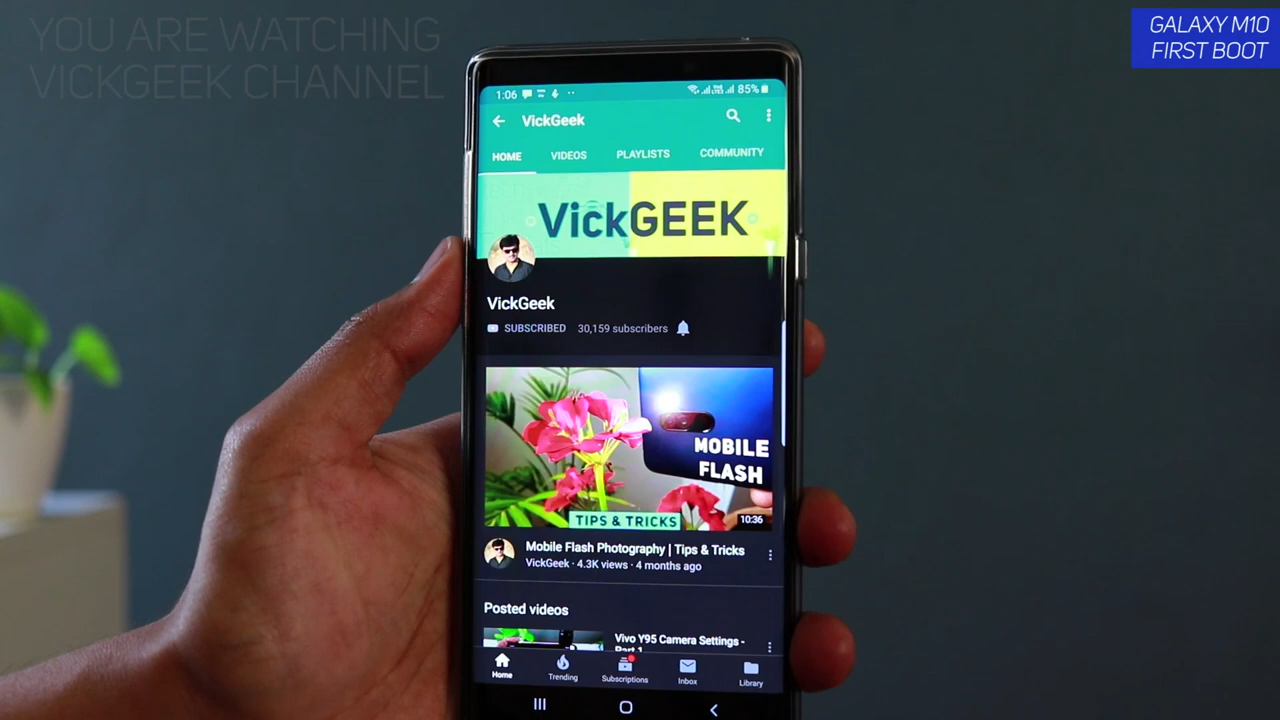 YOU ARE WATCHING
VICKGEEK CHANNEL
GALAXY M10
FIRST BOOT
1:06
85%
VickGeek
HOME VIDEOS PLAYLISTS COMMUNITY
VickGEEK
VickGeek
SUBSCRIBED 30,159 subscribers
MOBILE
FLASH
TIPS & TRICKS
10:36
Mobile Flash Photography | Tips & Tricks
VickGeek · 4.3K views · 4 months ago
Posted videos
Vivo Y95 Camera Settings -
Part 1
Home Trending Subscriptions Inbox Library